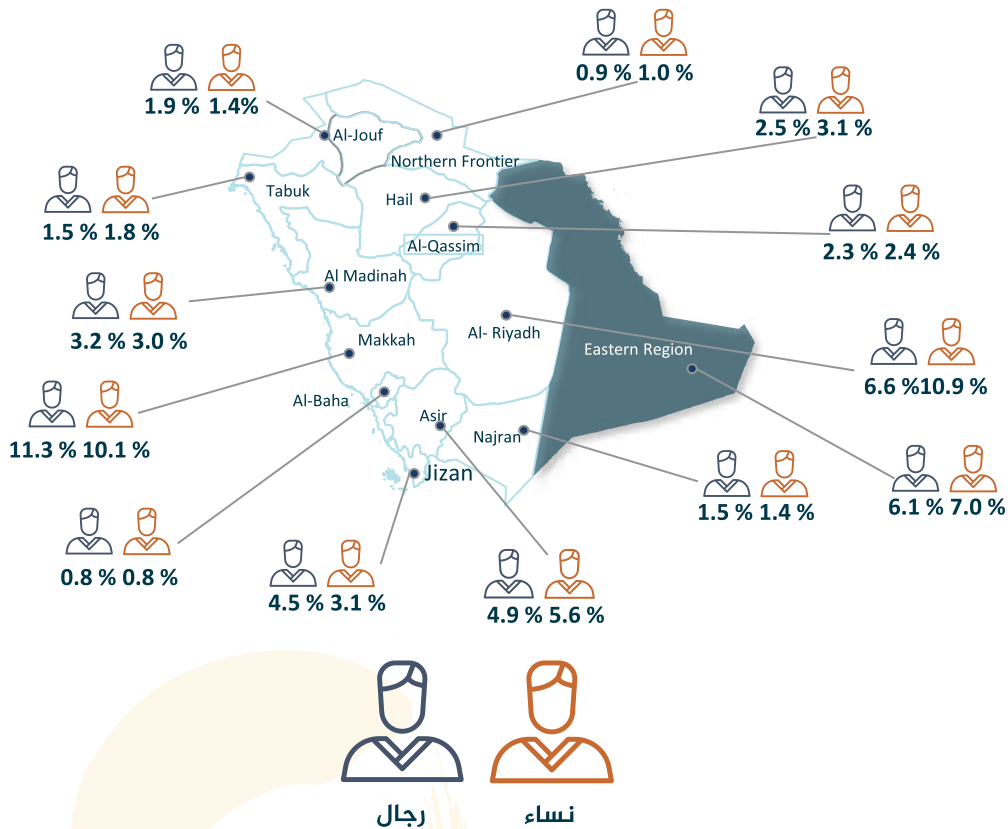 0.9 % 1.0 %
1.9 % 1.4%
2.5 % 3.1 %
Al-Jouf
Northern Frontier
Tabuk
Hail
1.5 % 1.8 %
Al-Qassim
2.3 % 2.4 %
Al Madinah
3.2 % 3.0 %
Makkah
Al- Riyadh
Eastern Region
6.6 % 10.9 %
Al-Baha
Asir
Najran
11.3 % 10.1 %
Jizan
1.5 % 1.4 %
6.1 % 7.0 %
0.8 % 0.8 %
4.5 % 3.1 %
4.9 % 5.6 %
رجال
نساء